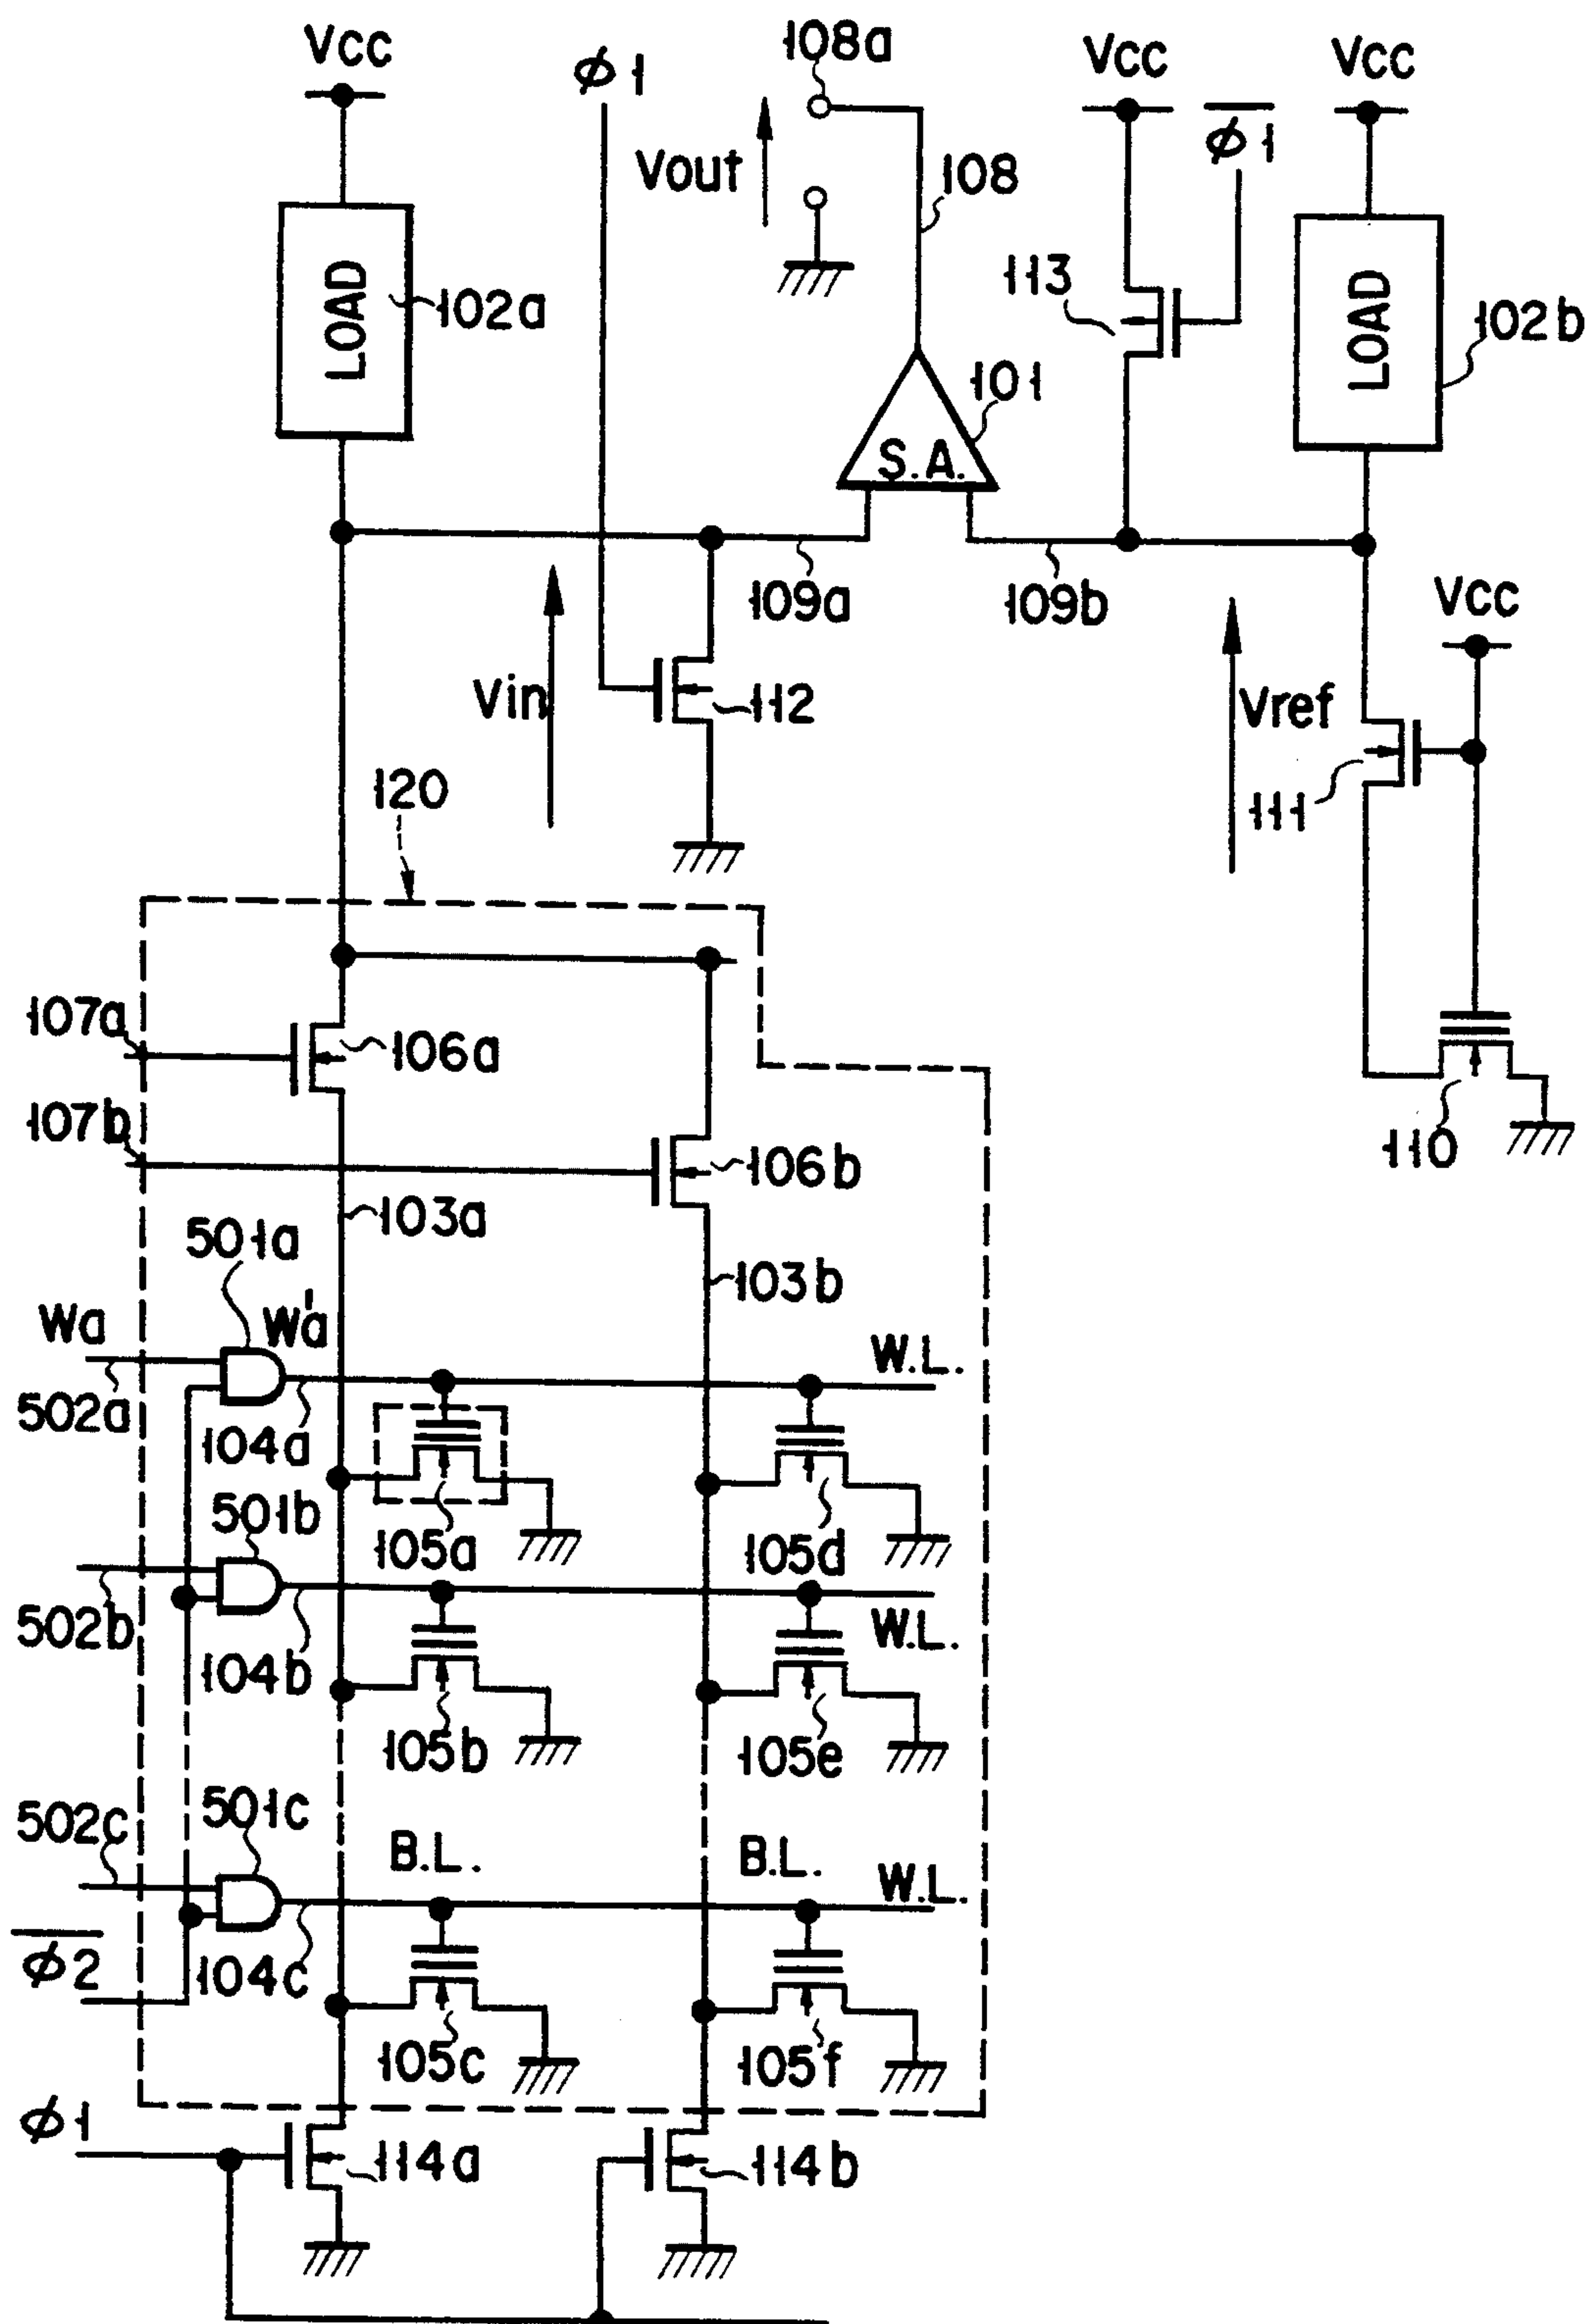 Vcc
φ1
108a
Vcc
Vcc
φ1
Vout
108
LOAD
102a
113
LOAD
102b
101
S.A.
109a
109b
Vcc
Vin
112
Vref
111
120
107a
106a
107b
106b
110
103a
501a
103b
Wa
W'a
W.L.
502a
104a
501b
105a
105d
502b
104b
W.L.
105b
105e
502c
501c
B.L.
B.L.
W.L.
φ2
104c
105c
105f
φ1
114a
114b